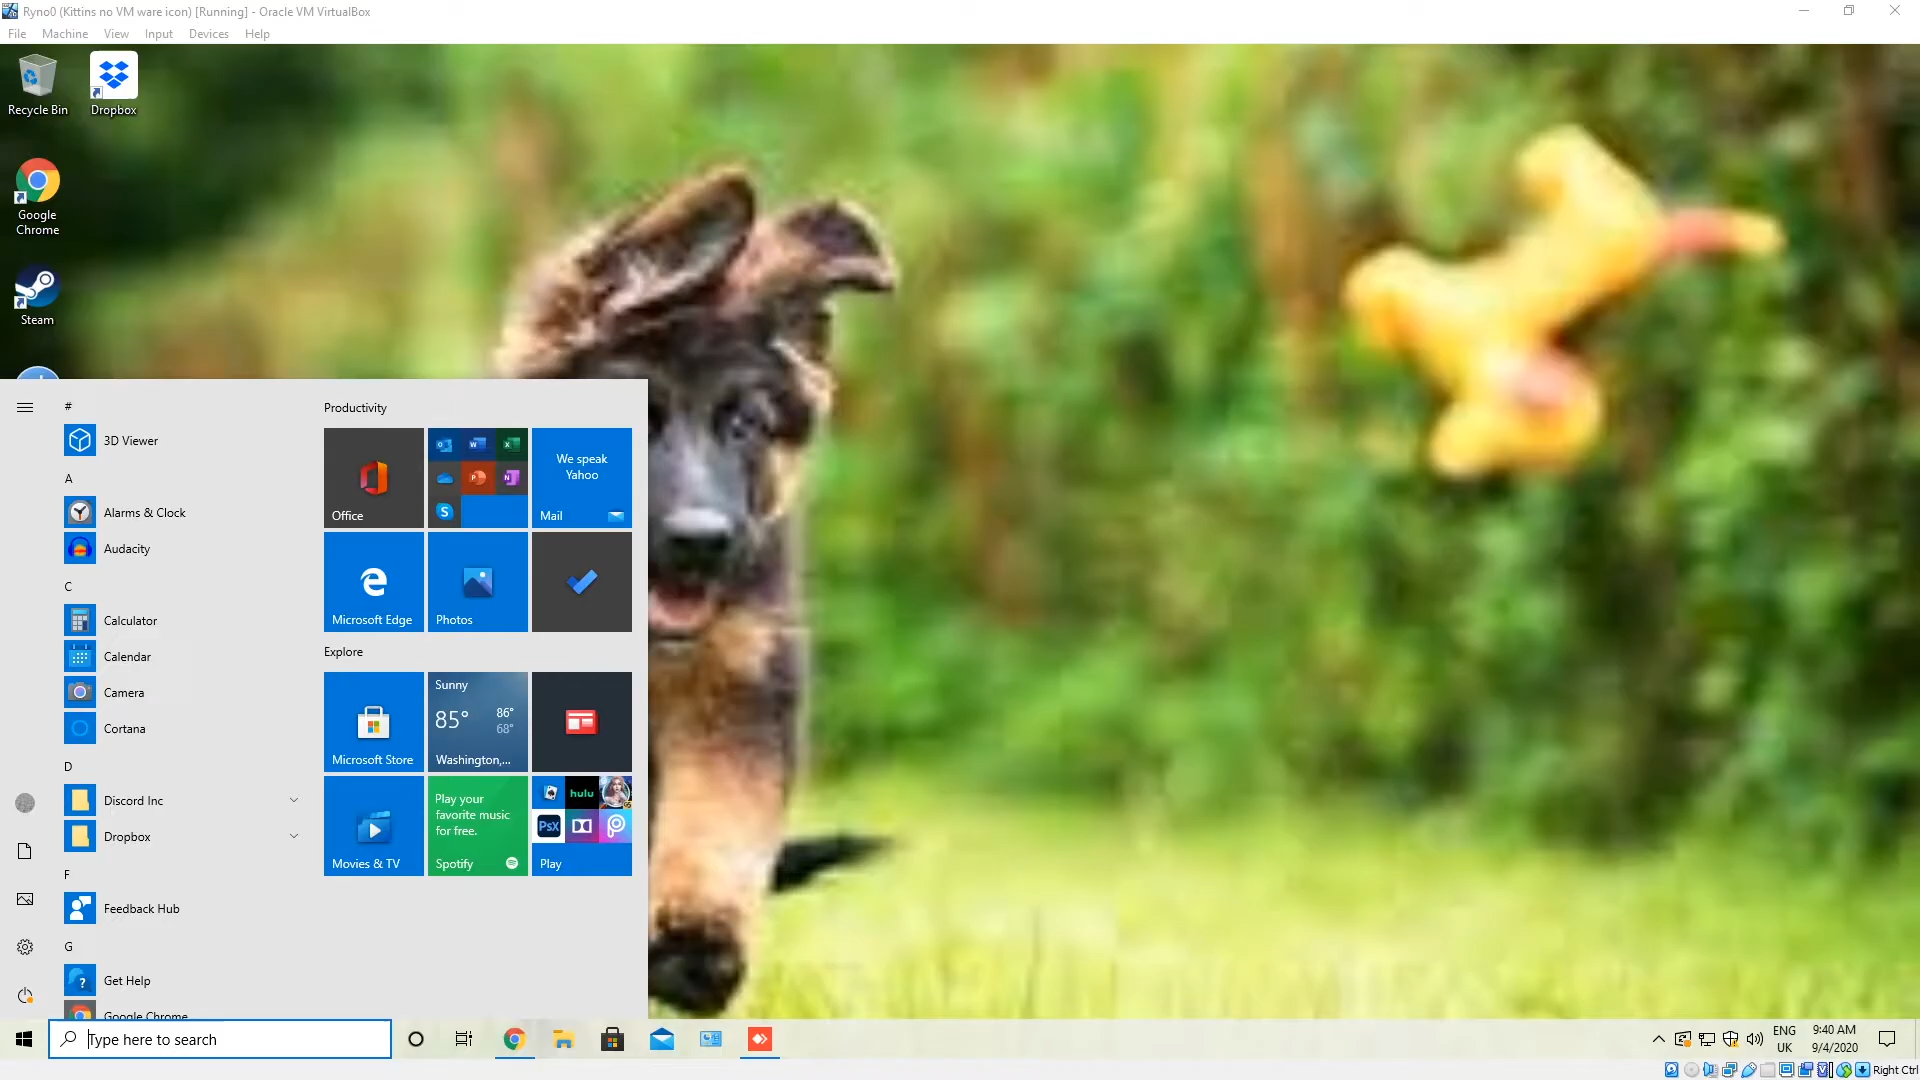 Ryno0 (Kittins no VM ware icon) [Running] - Oracle VM VirtualBox
File Machine View Input Devices Help
Recycle Bin
Dropbox
Google
Chrome
Steam
#
3D Viewer
A
Alarms & Clock
Audacity
C
Calculator
Calendar
Camera
Cortana
D
Discord Inc
Dropbox
F
Feedback Hub
G
Get Help
Google Chrome
Productivity
Office
We speak
Yahoo
Mail
Microsoft Edge
Photos
Explore
Microsoft Store
Sunny
85° 86°
68°
Washington,...
Movies & TV
Play your
favorite music
for free.
Spotify
hulu
PsX
Play
Type here to search
ENG
UK
9:40 AM
9/4/2020
Right Ctrl